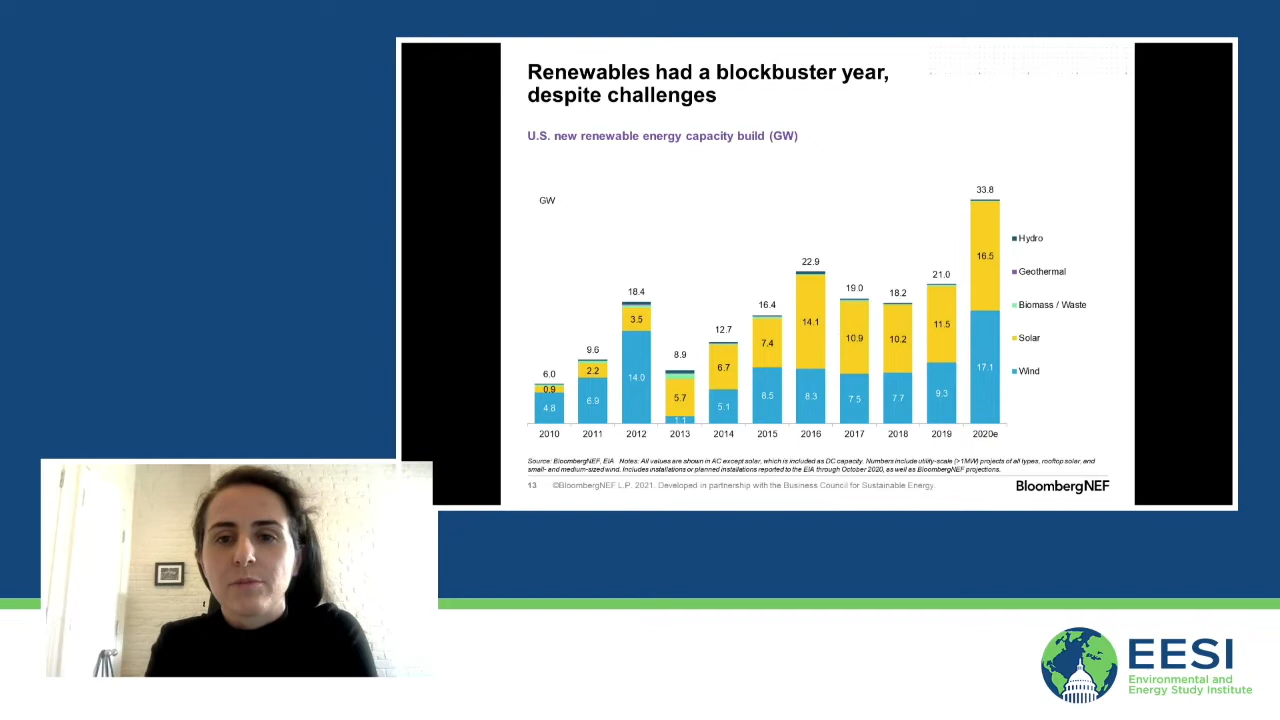 Renewables had a blockbuster year,
despite challenges
U.S. new renewable energy capacity build (GW)
GW
6.0
9.6
18.4
8.9
12.7
16.4
22.9
19.0
18.2
21.0
33.8
0.9
2.2
3.5
5.7
6.7
7.4
14.1
10.9
10.2
11.5
16.5
4.8
6.9
14.0
1.1
5.1
8.5
8.3
7.5
7.7
9.3
17.1
2010
2011
2012
2013
2014
2015
2016
2017
2018
2019
2020e
Hydro
Geothermal
Biomass / Waste
Solar
Wind
Source: BloombergNEF, EIA Notes: All values are shown in AC except solar, which is included as DC capacity. Numbers include utility-scale (>1MW) projects of all types, rooftop solar, and
small- and medium-sized wind. Includes installations or planned installations reported to the EIA through October 2020, as well as BloombergNEF projections.
13 ©BloombergNEF L.P. 2021. Developed in partnership with the Business Council for Sustainable Energy.
BloombergNEF
EESI
Environmental and
Energy Study Institute